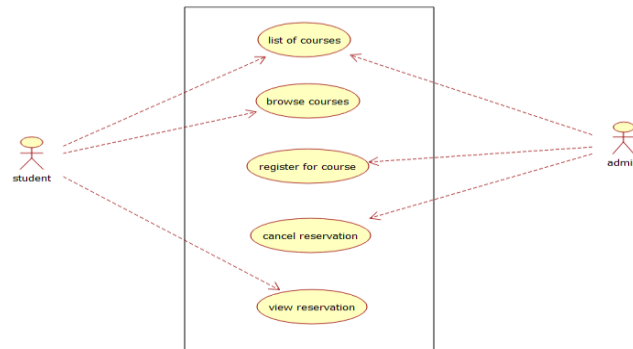 list of courses
browse courses
student
register for course
admi
cancel reservation
view reservation